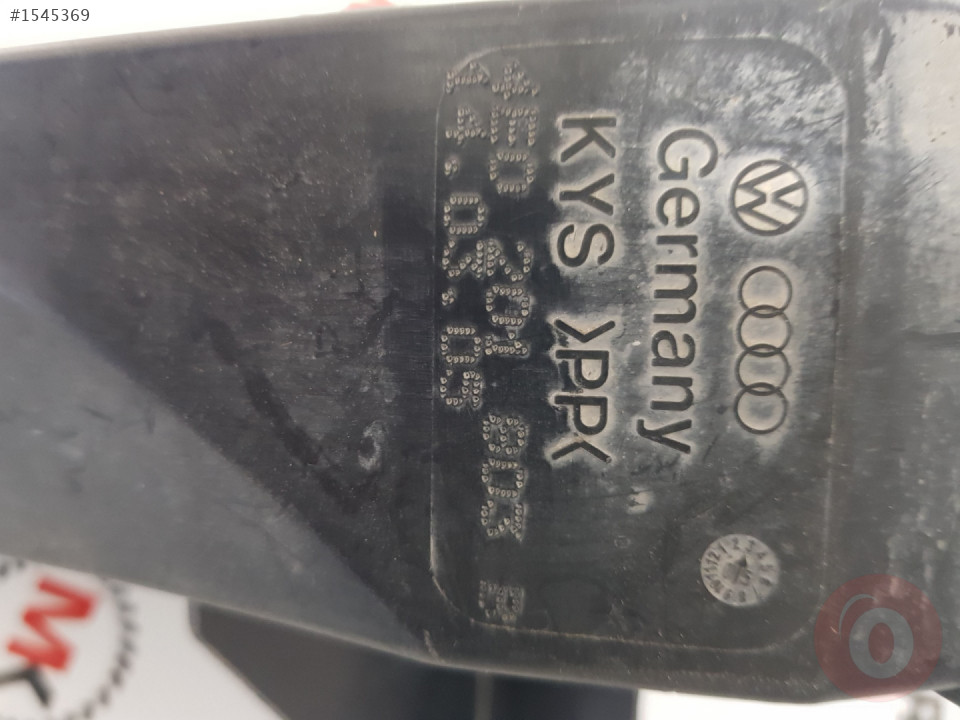 #1545369
Germany
KYS >PP<
4E0 201 803 B
14.03.05